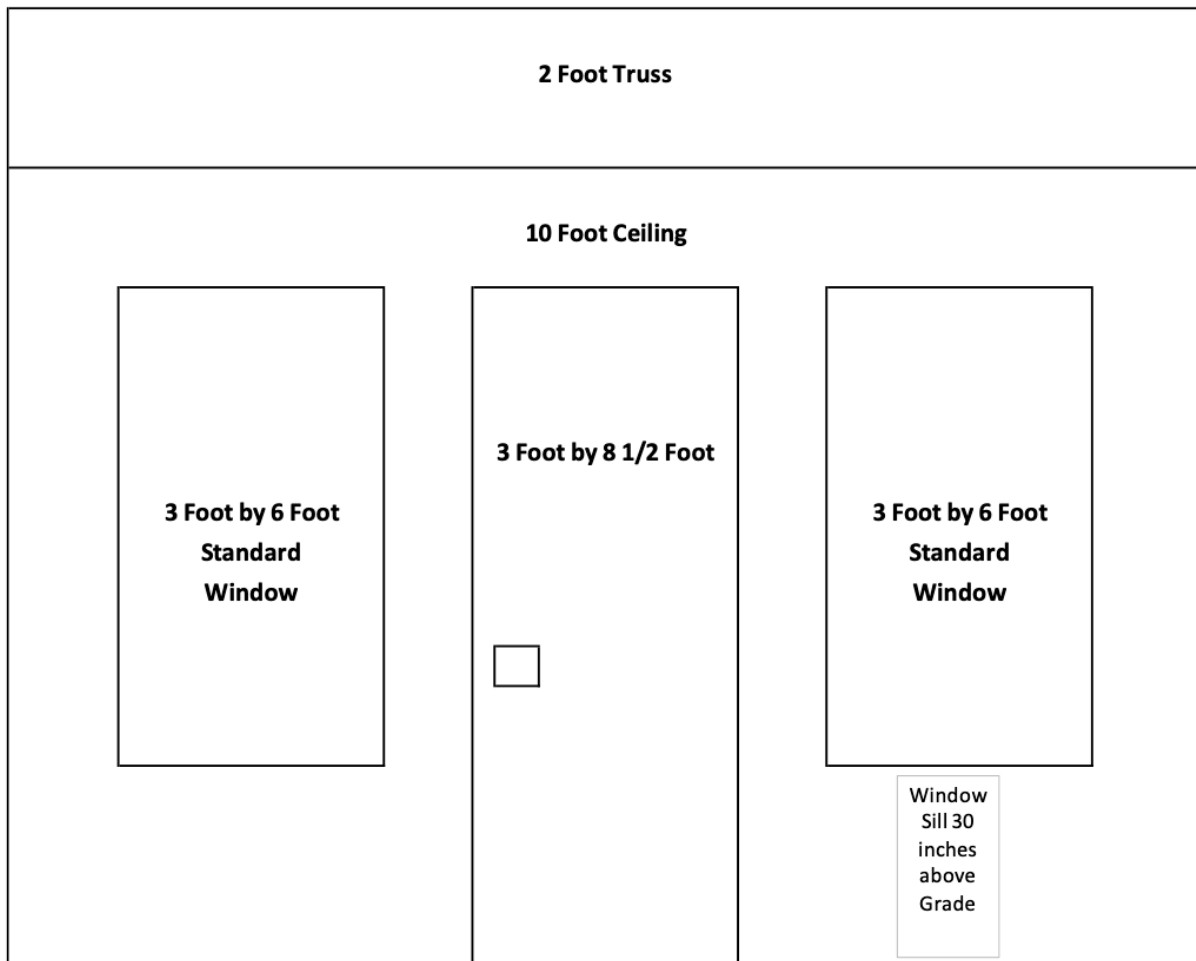 2 Foot Truss
10 Foot Ceiling
3 Foot by 8 1/2 Foot
3 Foot by 6 Foot
Standard
Window
3 Foot by 6 Foot
Standard
Window
Window
Sill 30
inches
above
Grade